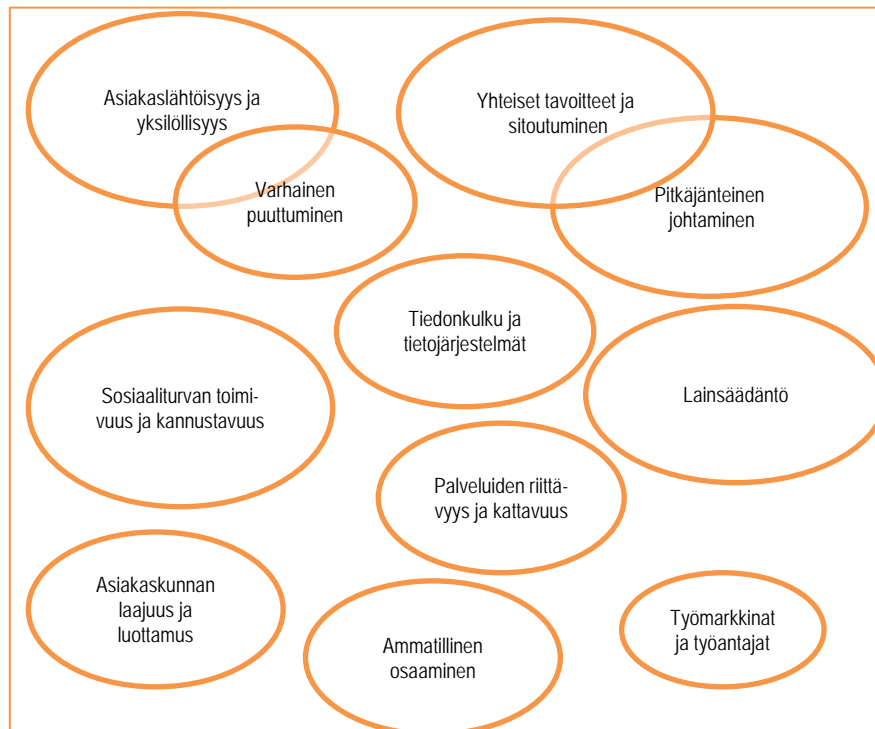 Asiakaslähtöisyys ja
yksilöllisyys
Yhteiset tavoitteet ja
sitoutuminen
Varhainen
puuttuminen
Pitkäjänteinen
johtaminen
Tiedonkulku ja
tietojärjestelmät
Sosiaaliturvan toimi-
vuus ja kannustavuus
Lainsäädäntö
Palveluiden riittä-
vyys ja kattavuus
Asiakaskunnan
laajuus ja
luottamus
Ammatillinen
osaaminen
Työmarkkinat
ja työantajat